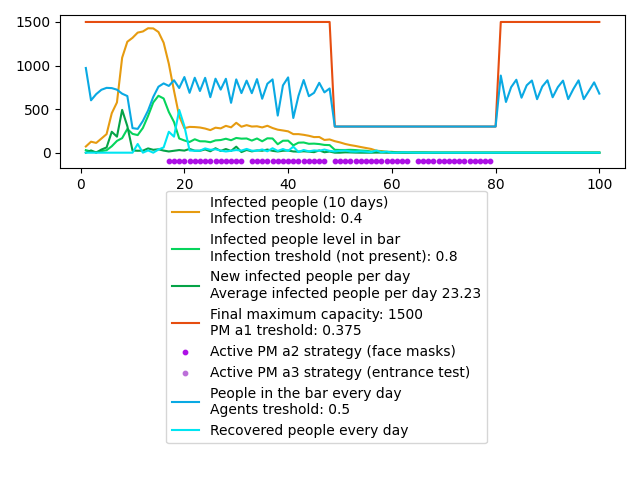 1500
1000
500
0
0 20 40 60 80 100
Infected people (10 days)
Infection treshold: 0.4
Infected people level in bar
Infection treshold (not present): 0.8
New infected people per day
Average infected people per day 23.23
Final maximum capacity: 1500
PM a1 treshold: 0.375
Active PM a2 strategy (face masks)
Active PM a3 strategy (entrance test)
People in the bar every day
Agents treshold: 0.5
Recovered people every day